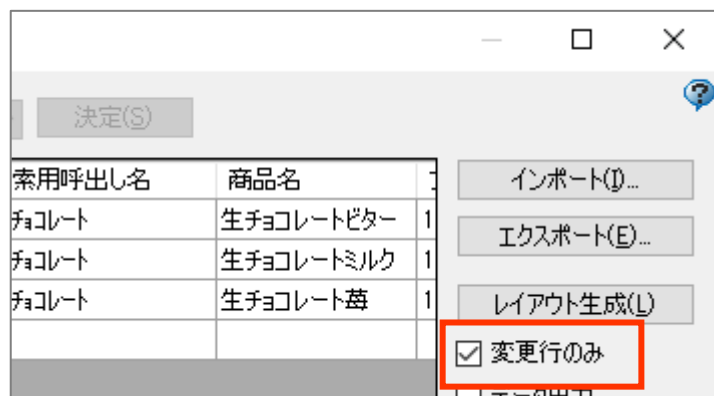 決定(S)
索用呼出し名 商品名
チョコレート 生チョコレートビター 1
チョコレート 生チョコレートミルク 1
チョコレート 生チョコレート苺 1
インポート(I)...
エクスポート(E)...
レイアウト生成(L)
変更行のみ